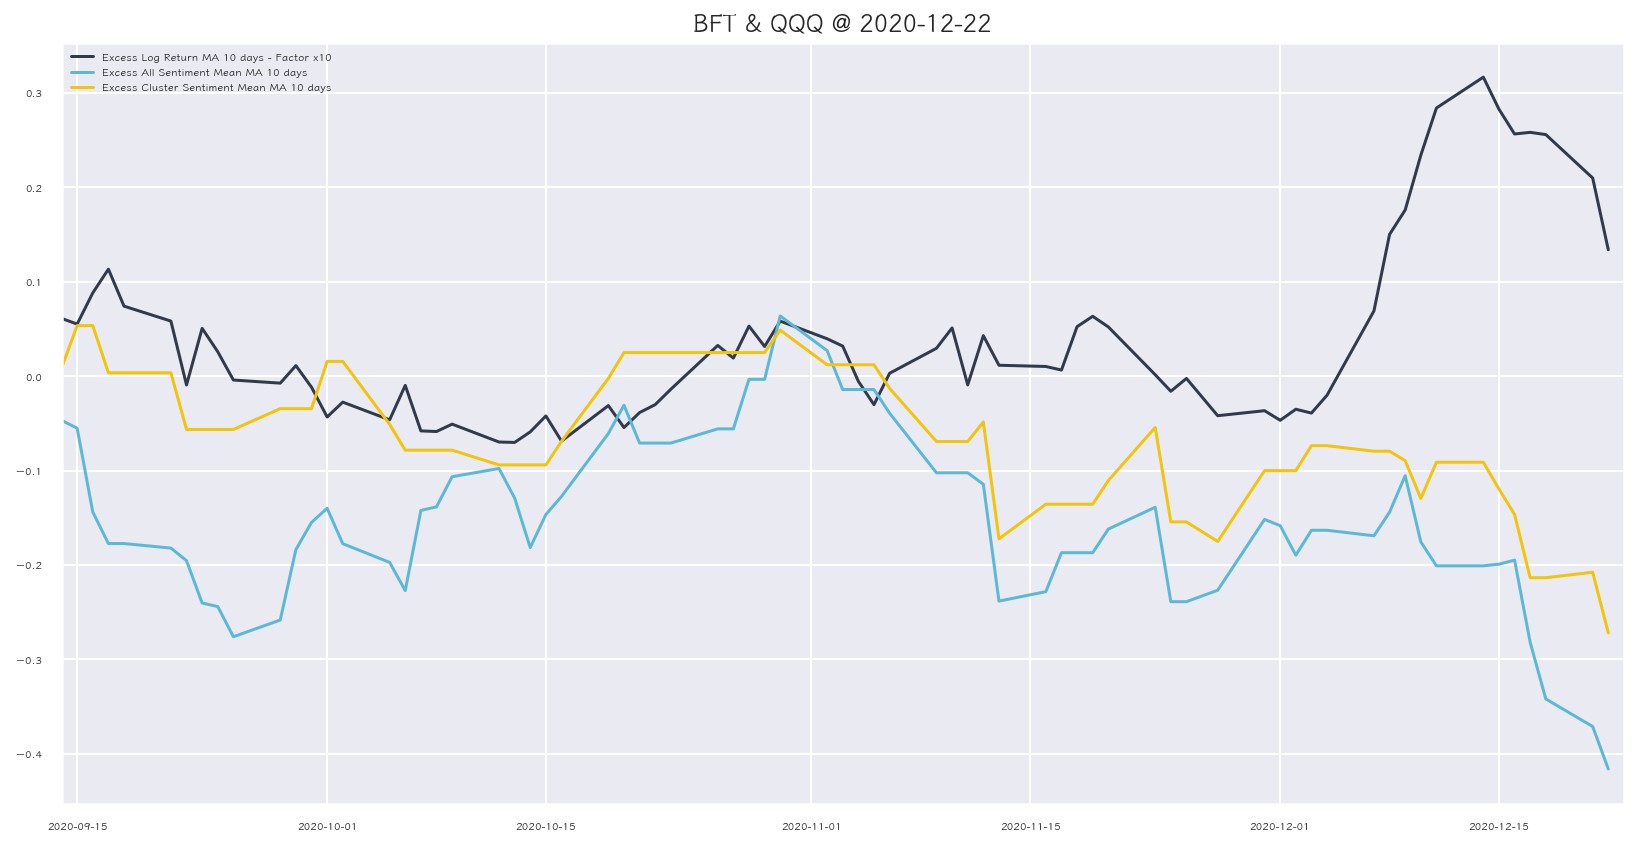 BFT & QQQ @ 2020-12-22
Excess Log Return MA 10 days - Factor x10
Excess All Sentiment Mean MA 10 days
Excess Cluster Sentiment Mean MA 10 days
0.3
0.2
0.1
0.0
−0.1
−0.2
−0.3
−0.4
2020-09-15 2020-10-01 2020-10-15 2020-11-01 2020-11-15 2020-12-01 2020-12-15